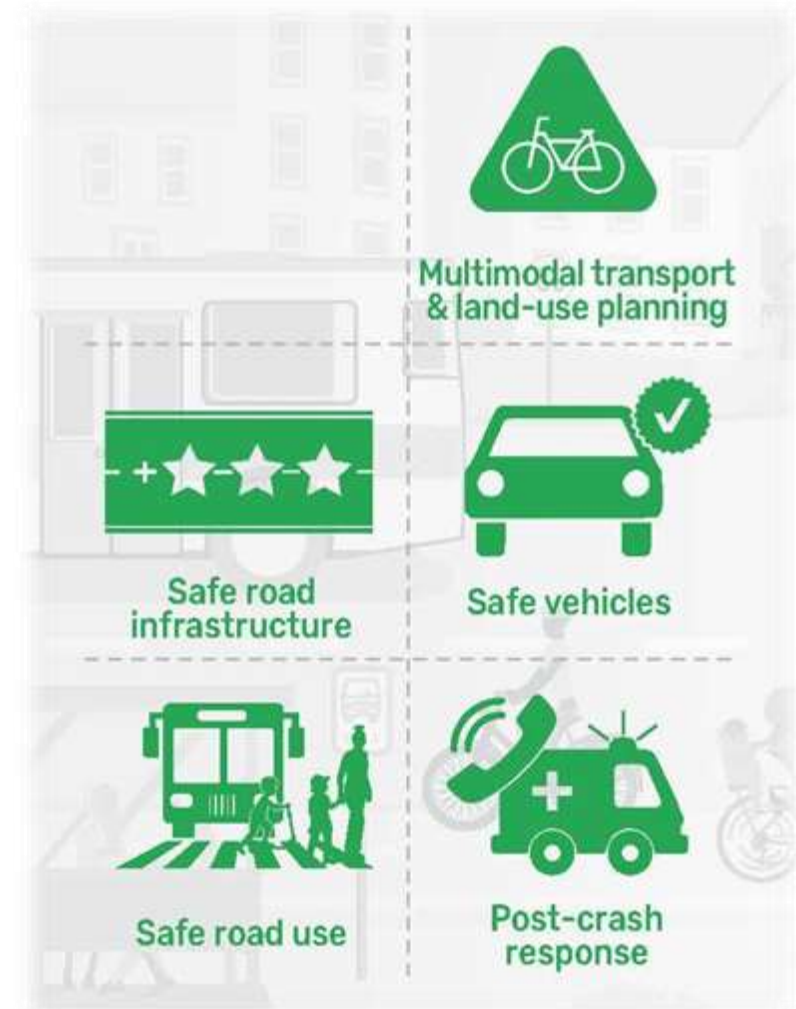 Multimodal transport
& land-use planning
Safe road
infrastructure
Safe vehicles
Safe road use
Post-crash
response